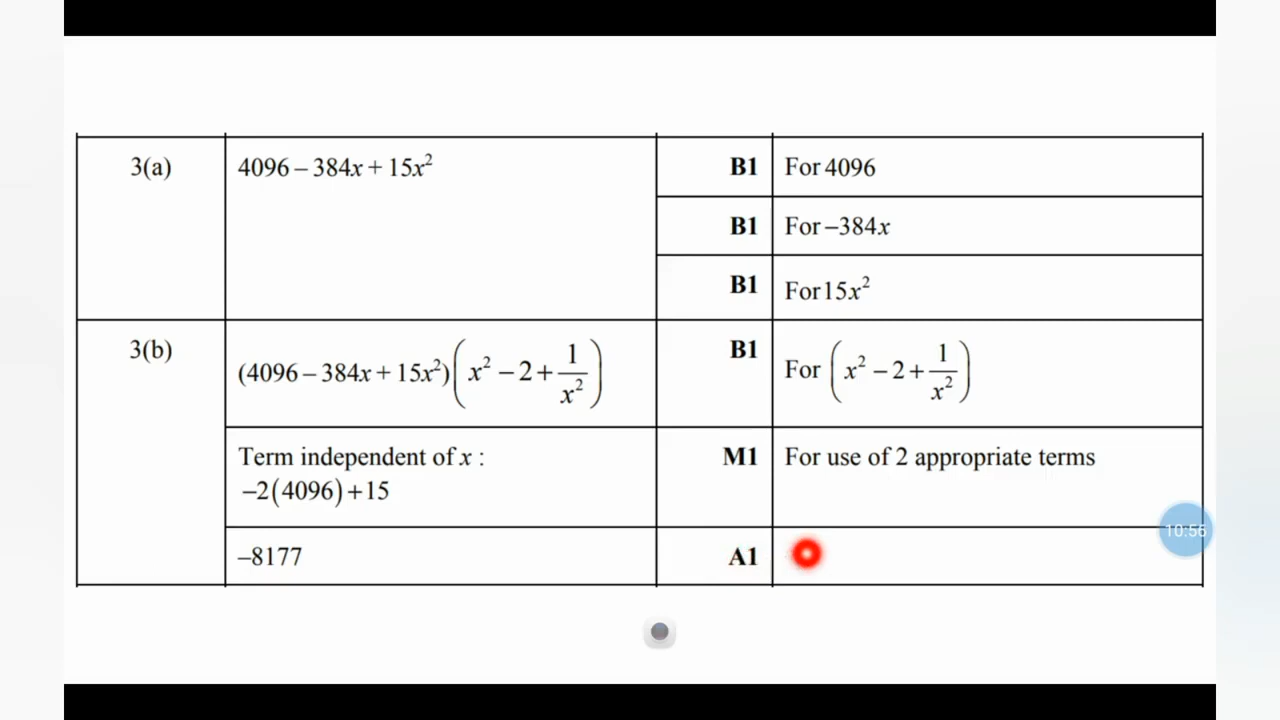 3(a)
4096 – 384x + 15x²
B1
For 4096
B1
For –384x
B1
For 15x²
3(b)
(4096 – 384x + 15x²)(x² – 2 + 1/x²)
B1
For (x² – 2 + 1/x²)
Term independent of x :
–2(4096) + 15
M1
For use of 2 appropriate terms
–8177
A1
10:56